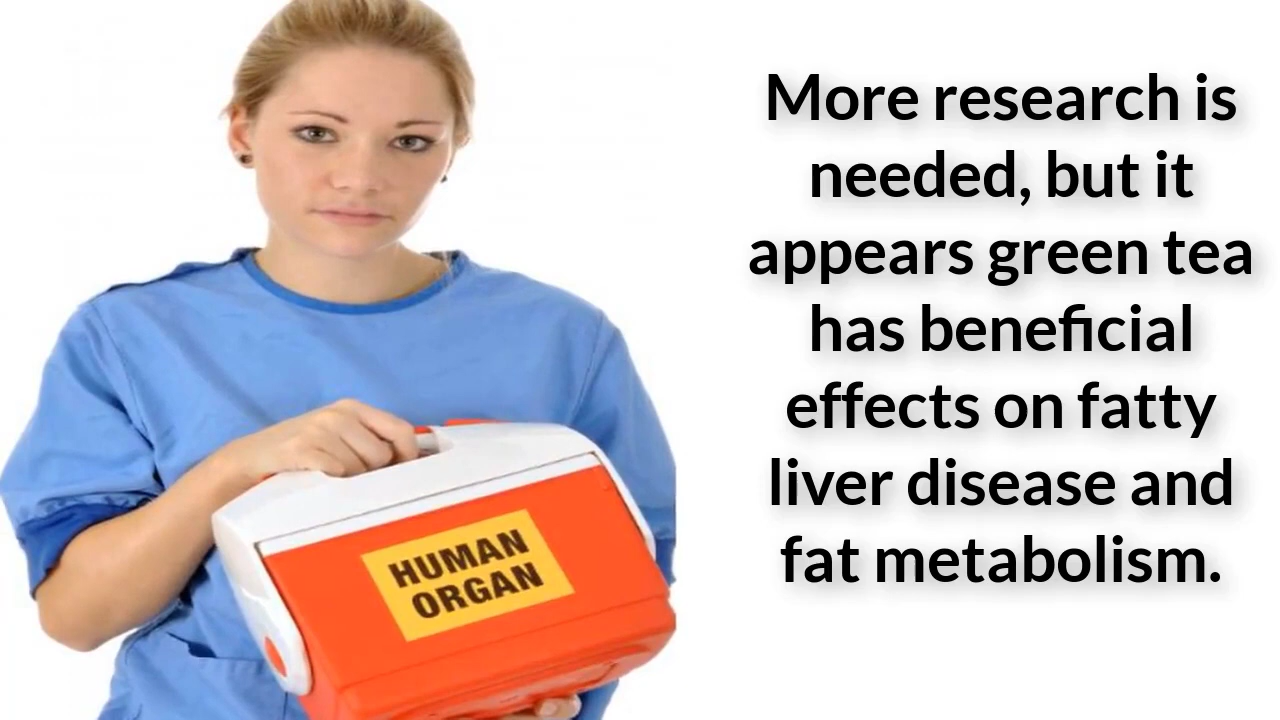 More research is
needed, but it
appears green tea
has beneficial
effects on fatty
liver disease and
fat metabolism.
HUMAN
ORGAN